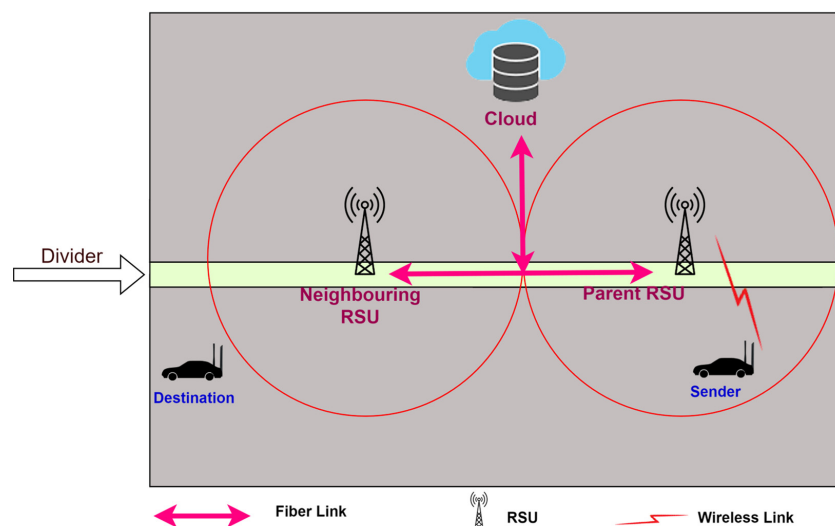 Cloud
Divider
Neighbouring
RSU
Parent RSU
Destination
Sender
Fiber Link
RSU
Wireless Link